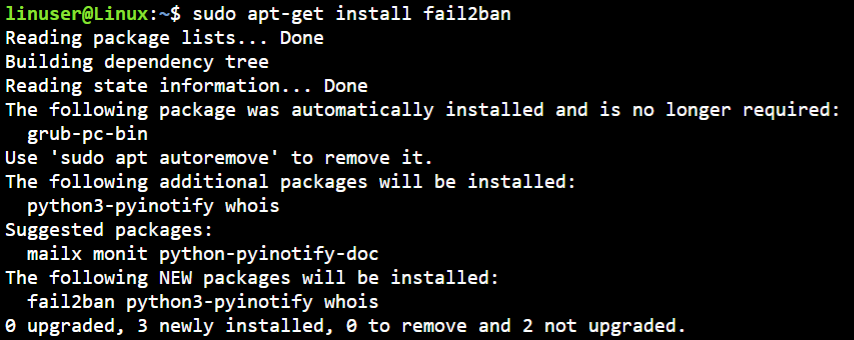 linuser@Linux:~$ sudo apt-get install fail2ban
Reading package lists... Done
Building dependency tree
Reading state information... Done
The following package was automatically installed and is no longer required:
  grub-pc-bin
Use 'sudo apt autoremove' to remove it.
The following additional packages will be installed:
  python3-pyinotify whois
Suggested packages:
  mailx monit python-pyinotify-doc
The following NEW packages will be installed:
  fail2ban python3-pyinotify whois
0 upgraded, 3 newly installed, 0 to remove and 2 not upgraded.